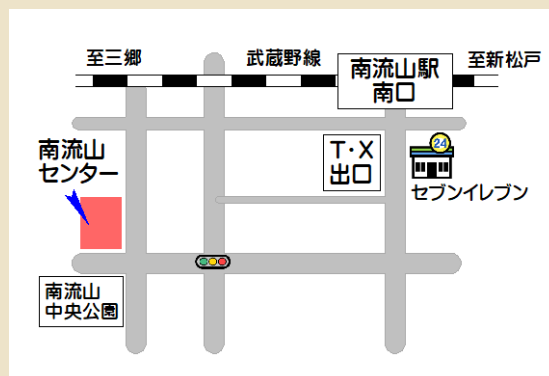 至三郷
武蔵野線
至新松戸
南流山駅
南口
南流山
センター
T・X
出口
24
セブンイレブン
南流山
中央公園